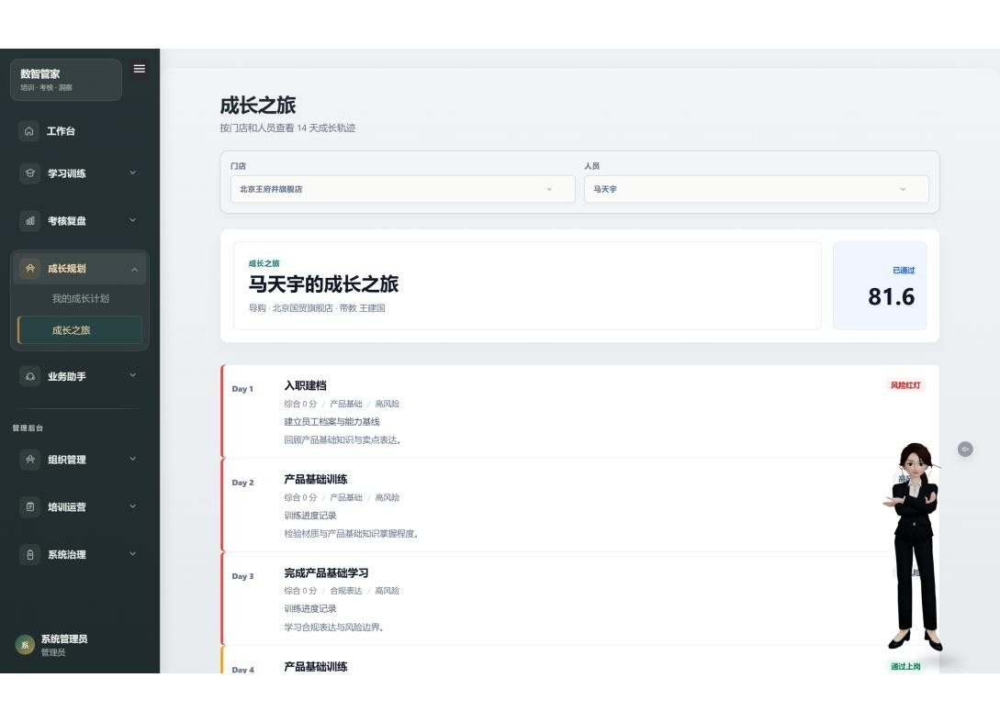 数智管家
培训 · 考核 · 洞察
工作台
学习训练
考核复盘
成长规划
我的成长计划
成长之旅
业务助手
管理后台
组织管理
培训运营
系统治理
系
系统管理员
管理员
成长之旅
按门店和人员查看 14 天成长轨迹
门店
人员
北京王府井旗舰店
马天宇
成长之旅
马天宇的成长之旅
导购 · 北京国贸旗舰店 · 带教 王建国
已通过
81.6
Day 1
入职建档
风险红灯
综合 0 分 / 产品基础 / 高风险
建立员工档案与能力基线
回顾产品基础知识与卖点表达。
Day 2
产品基础训练
高
综合 0 分 / 产品基础 / 高风险
训练进度记录
检验材质与产品基础知识掌握程度。
Day 3
完成产品基础学习
综合 0 分 / 合规表达 / 高风险
训练进度记录
学习合规表达与风险边界。
Day 4
产品基础训练
通过上岗